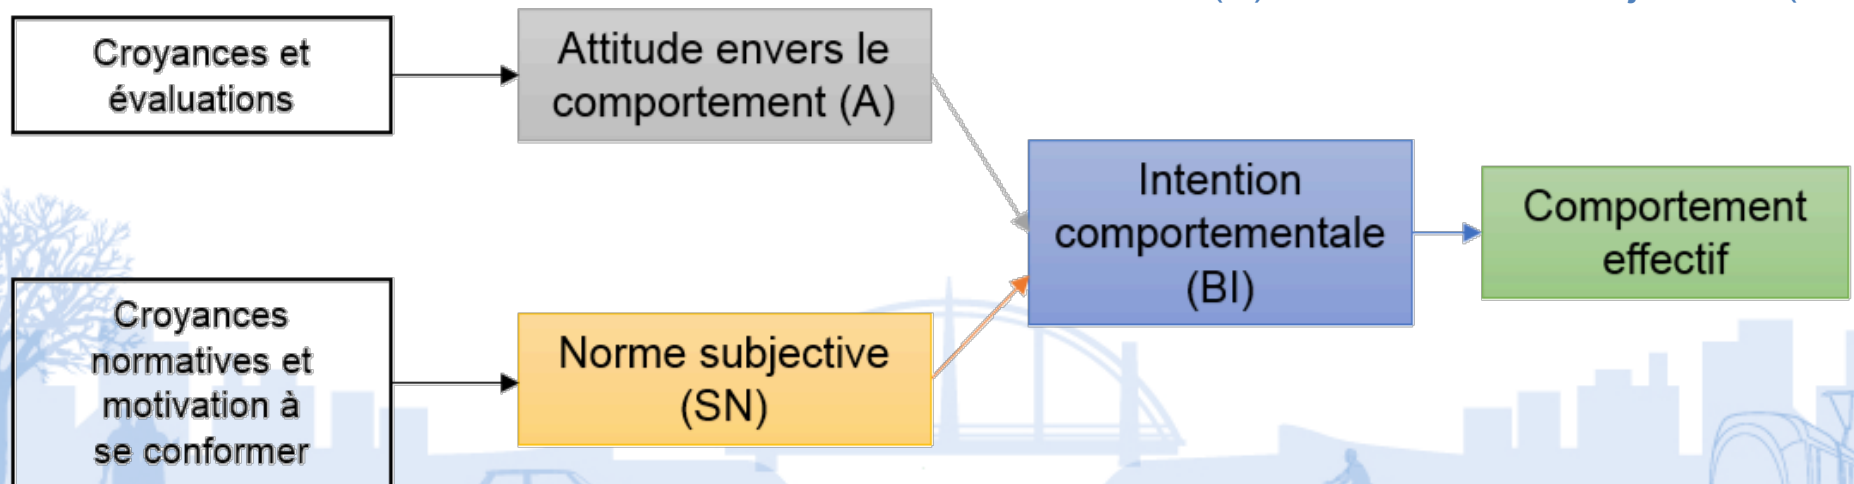 Croyances et
évaluations
Attitude envers le
comportement (A)
Intention
comportementale
(BI)
Comportement
effectif
Croyances
normatives et
motivation à
se conformer
Norme subjective
(SN)